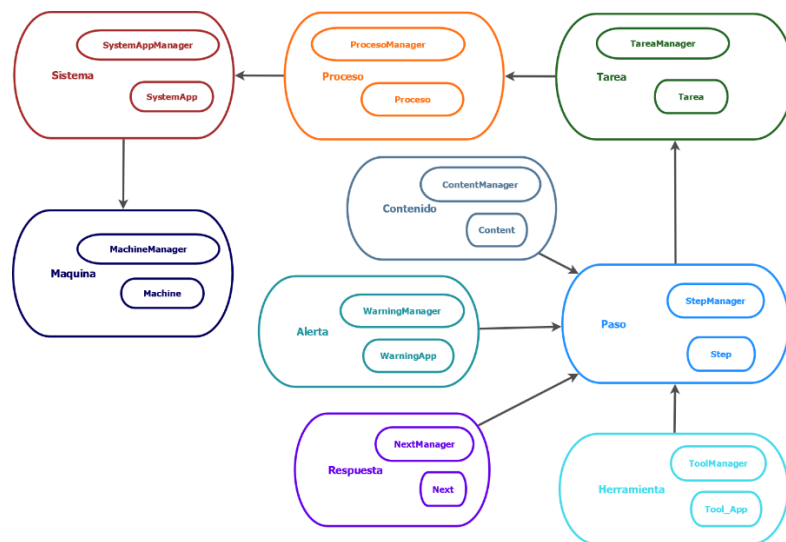 SystemAppManager
Sistema
SystemApp
ProcesoManager
Proceso
Proceso
TareaManager
Tarea
Tarea
ContentManager
Contenido
Content
MachineManager
Maquina
Machine
WarningManager
Alerta
WarningApp
StepManager
Paso
Step
NextManager
Respuesta
Next
ToolManager
Herramienta
Tool_App